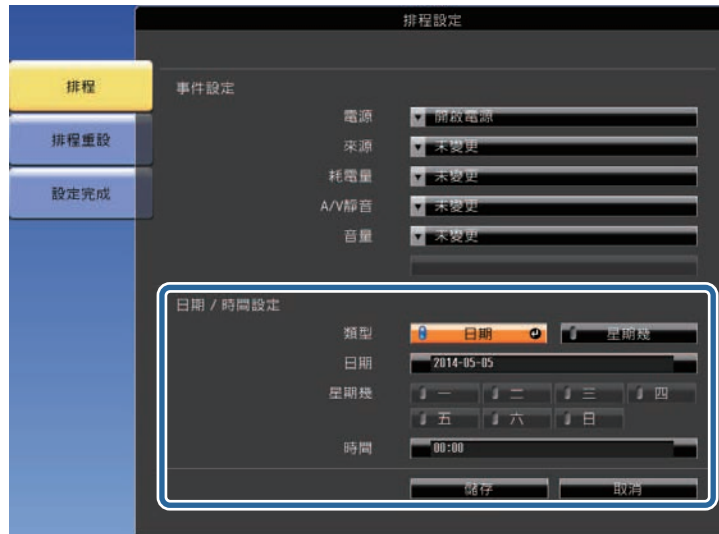 排程設定
排程
排程重設
設定完成
事件設定
電源 開啟電源
來源 未變更
耗電量 未變更
A/V靜音 未變更
音量 未變更
日期 / 時間設定
類型 日期 星期幾
日期 2014-05-05
星期幾 一 二 三 四
五 六 日
時間 00:00
儲存 取消